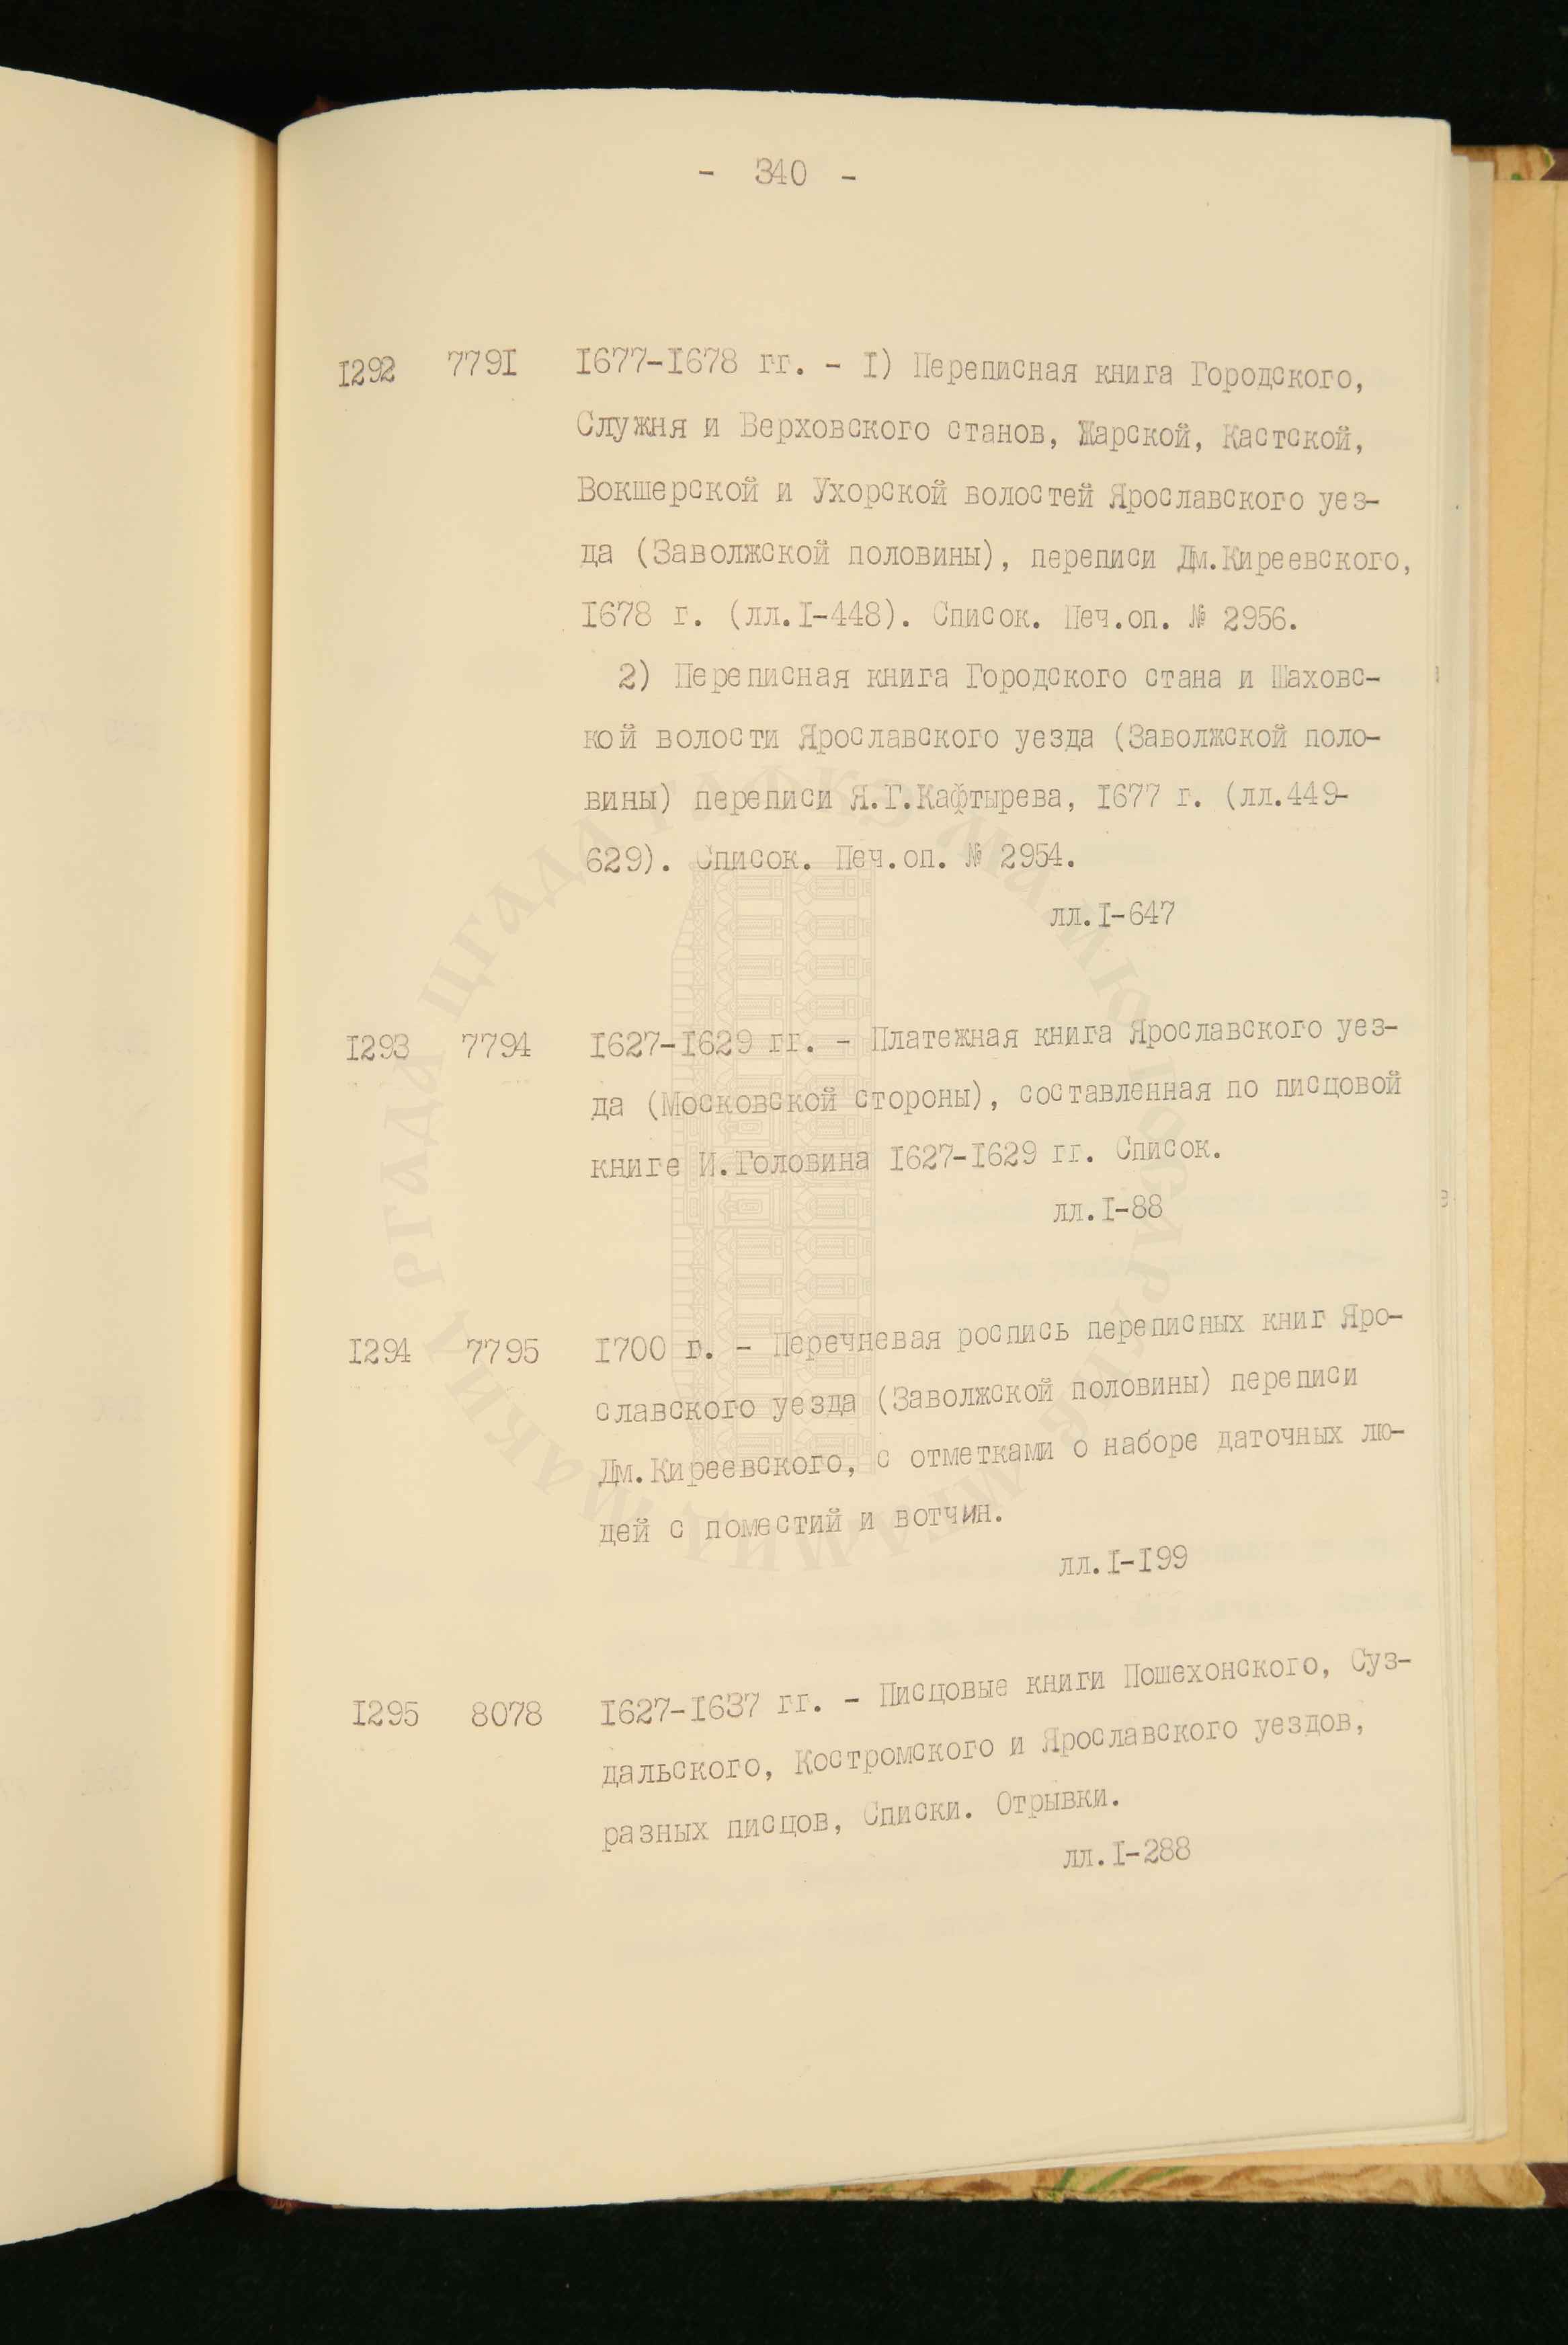 - 340 -
1292 7791 1677-1678 гг. - 1) Переписная книга Городского,
Служня и Верховского станов, Жарской, Кастской,
Вокшерской и Ухорской волостей Ярославского уез-
да (Заволжской половины), переписи Дм.Киреевского,
1678 г. (лл.1-448). Список. Печ.оп. № 2956.
2) Переписная книга Городского стана и Шаховс-
кой волости Ярославского уезда (Заволжской поло-
вины) переписи Я.Г.Кафтырева, 1677 г. (лл.449-
629). Список. Печ.оп. № 2954.
лл.1-647
1293 7794 1627-1629 гг. - Платежная книга Ярославского уез-
да (Московской стороны), составленная по писцовой
книге И.Головина 1627-1629 гг. Список.
лл.1-88
1294 7795 1700 г. - Перечневая роспись переписных книг Яро-
славского уезда (Заволжской половины) переписи
Дм.Киреевского, с отметками о наборе даточных лю-
дей с поместий и вотчин.
лл.1-199
1295 8078 1627-1637 гг. - Писцовые книги Пошехонского, Суз-
дальского, Костромского и Ярославского уездов,
разных писцов, Списки. Отрывки.
лл.1-288
РГАДА ЦГАДА ГАФКЭ МАМЮ